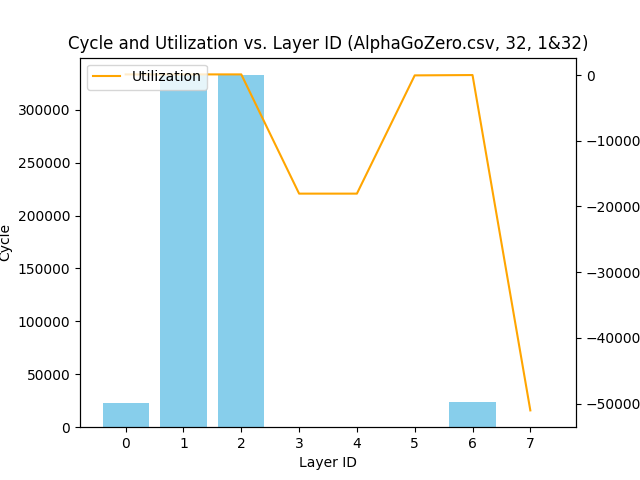 Cycle and Utilization vs. Layer ID (AlphaGoZero.csv, 32, 1&32)
Utilization
Cycle
300000
250000
200000
150000
100000
50000
0
0
−10000
−20000
−30000
−40000
−50000
0 1 2 3 4 5 6 7
Layer ID